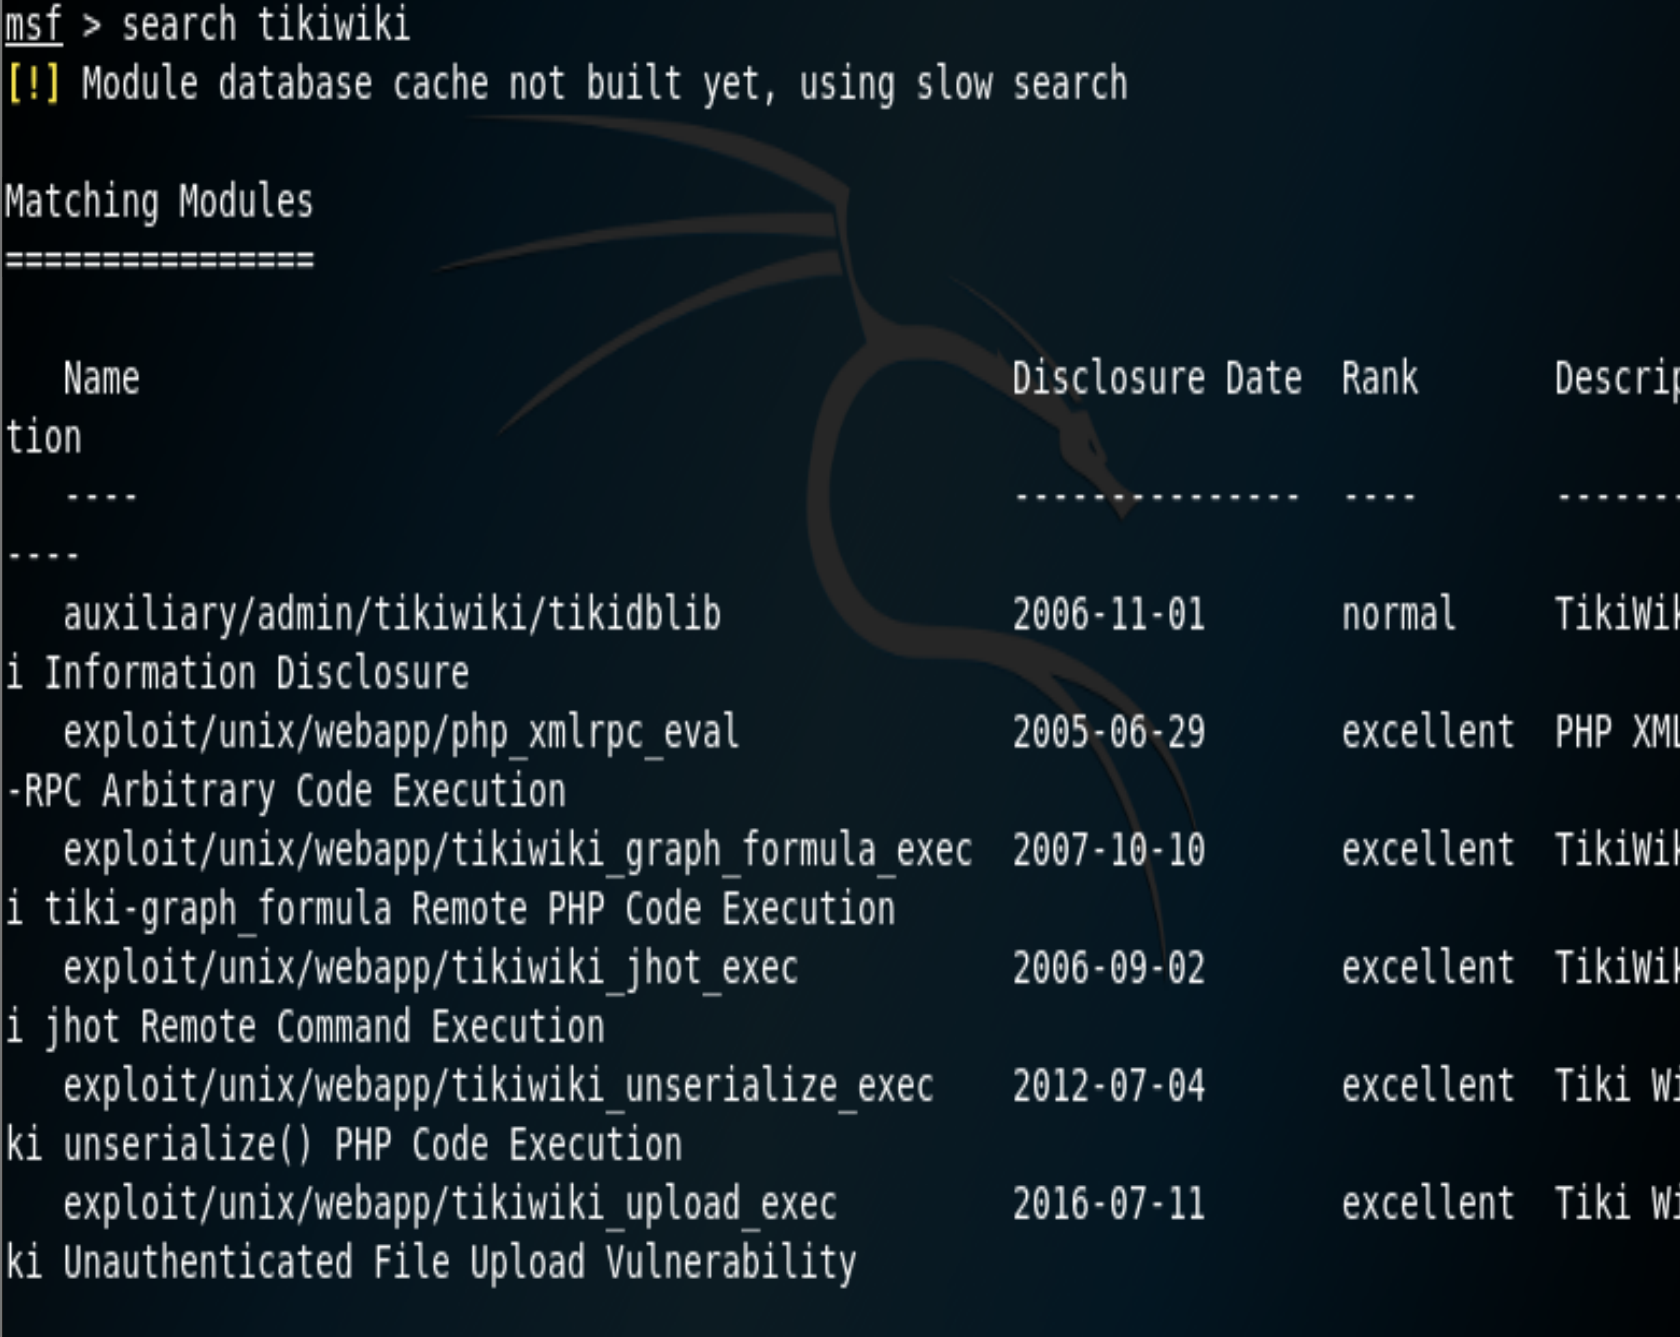 msf > search tikiwiki
[!] Module database cache not built yet, using slow search
Matching Modules
================
Name Disclosure Date Rank Descrip
tion
---- --------------- ---- -------
----
auxiliary/admin/tikiwiki/tikidblib 2006-11-01 normal TikiWik
i Information Disclosure
exploit/unix/webapp/php_xmlrpc_eval 2005-06-29 excellent PHP XML
-RPC Arbitrary Code Execution
exploit/unix/webapp/tikiwiki_graph_formula_exec 2007-10-10 excellent TikiWik
i tiki-graph_formula Remote PHP Code Execution
exploit/unix/webapp/tikiwiki_jhot_exec 2006-09-02 excellent TikiWik
i jhot Remote Command Execution
exploit/unix/webapp/tikiwiki_unserialize_exec 2012-07-04 excellent Tiki Wi
ki unserialize() PHP Code Execution
exploit/unix/webapp/tikiwiki_upload_exec 2016-07-11 excellent Tiki Wi
ki Unauthenticated File Upload Vulnerability